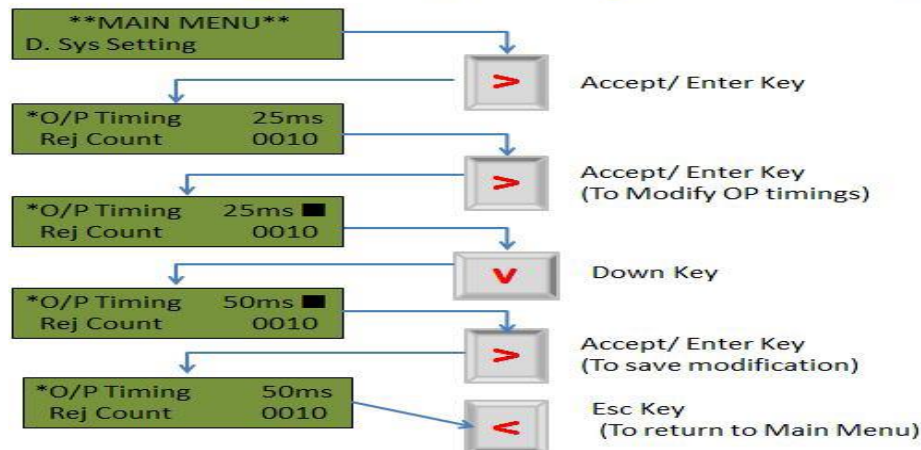 **MAIN MENU**
D. Sys Setting
>
Accept/ Enter Key
*O/P Timing 25ms
Rej Count 0010
>
Accept/ Enter Key
(To Modify OP timings)
*O/P Timing 25ms
Rej Count 0010
v
Down Key
*O/P Timing 50ms
Rej Count 0010
>
Accept/ Enter Key
(To save modification)
*O/P Timing 50ms
Rej Count 0010
<
Esc Key
(To return to Main Menu)